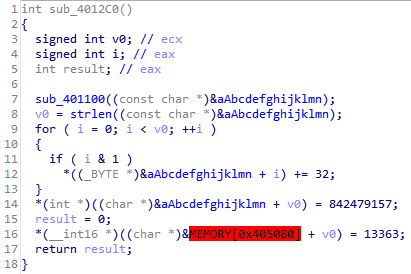 1 int sub_4012C0()
2 {
3 signed int v0; // ecx
4 signed int i; // eax
5 int result; // eax
6
7 sub_401100((const char *)&aAbcdefghijklmn);
8 v0 = strlen((const char *)&aAbcdefghijklmn);
9 for ( i = 0; i < v0; ++i )
10 {
11 if ( i & 1 )
12 *((_BYTE *)&aAbcdefghijklmn + i) += 32;
13 }
14 *(int *)((char *)&aAbcdefghijklmn + v0) = 842479157;
15 result = 0;
16 *(__int16 *)((char *)&MEMORY[0x405080] + v0) = 13363;
17 return result;
18 }